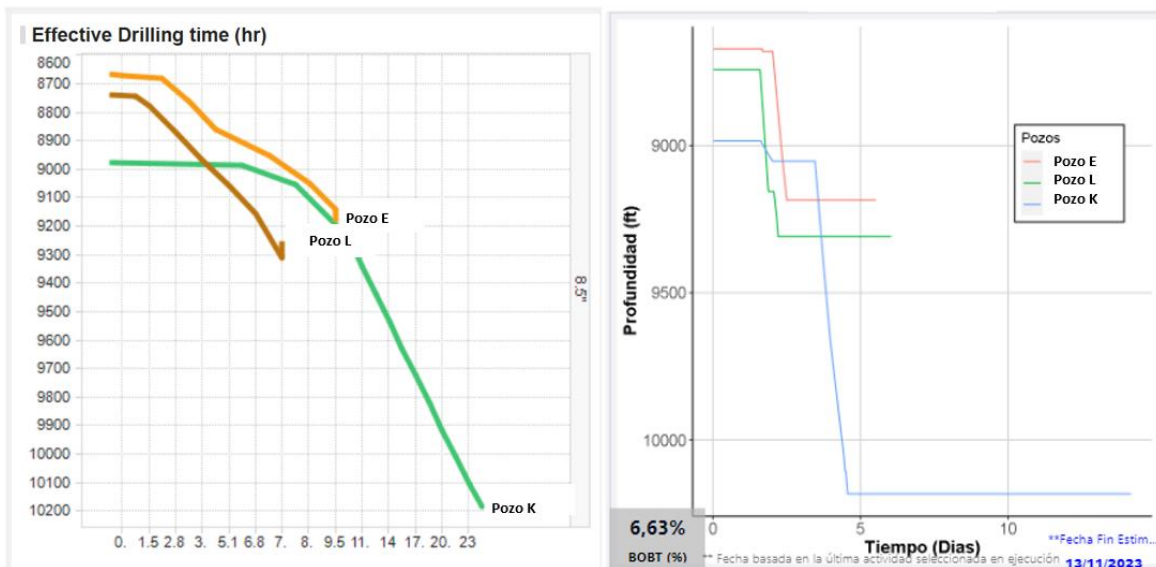 Effective Drilling time (hr)
8600
8700
8800
8900
9000
9100
9200
9300
9400
9500
9600
9700
9800
9900
10000
10100
10200
Pozo E
Pozo L
Pozo K
8.5"
0. 1.5 2.8 3. 5.1 6.8 7. 8. 9.5 11. 14 17. 20. 23
Profundidad (ft)
9000
9500
10000
Pozos
Pozo E
Pozo L
Pozo K
0 5 10
Tiempo (Dias)
6,63%
BOBT (%)
**Fecha Fin Estim...
** Fecha basada en la última actividad seleccionada en ejecución
13/11/2023